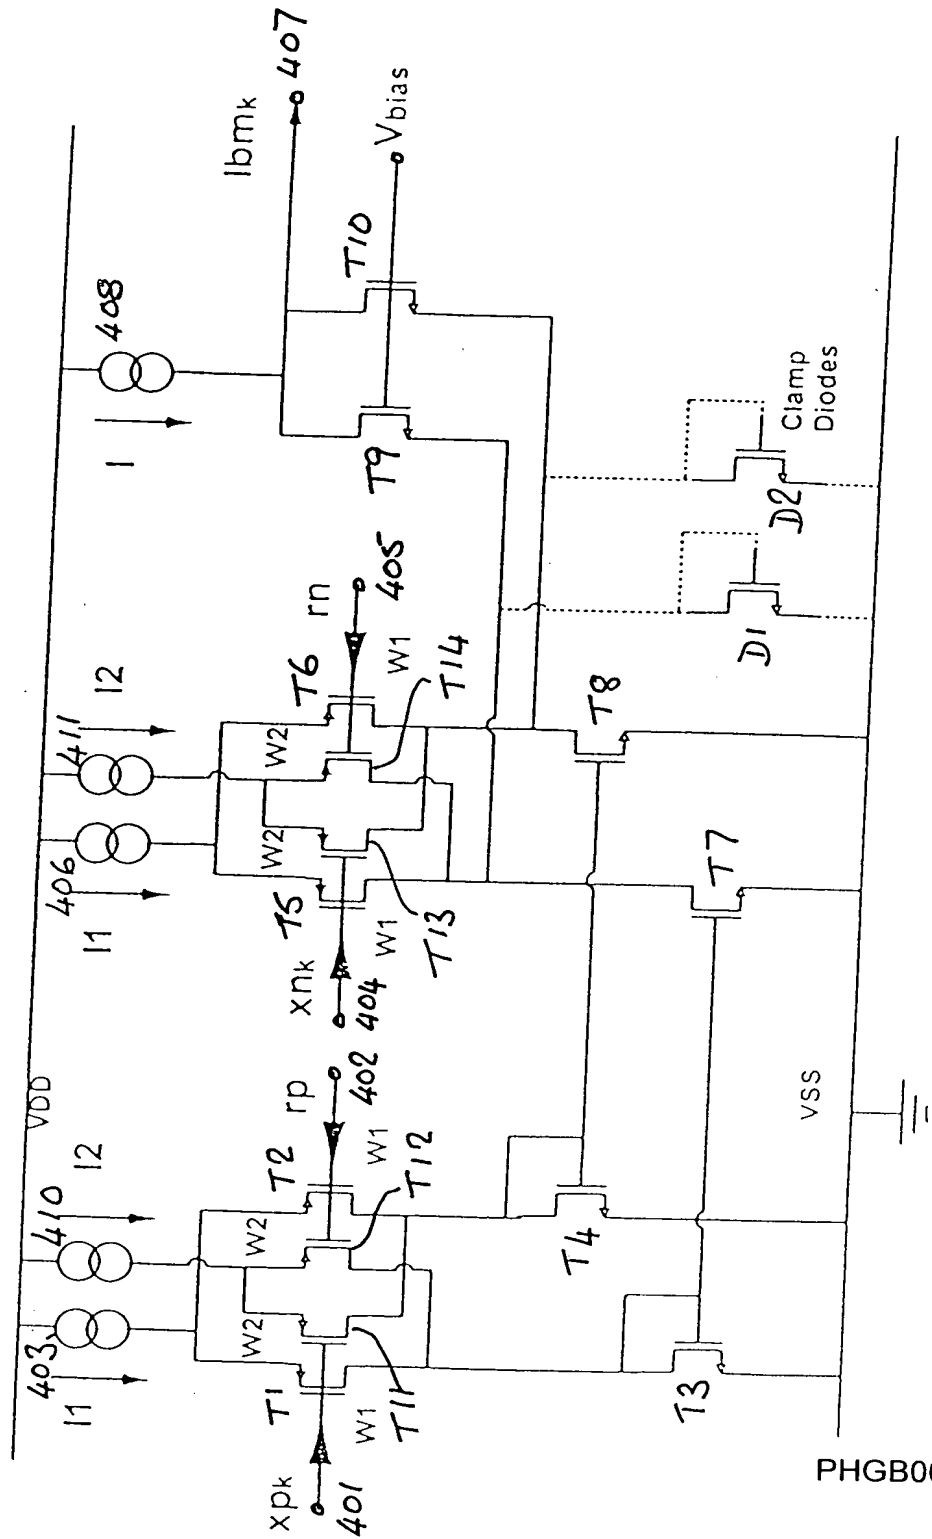 Ibmk
407
408
I
T10
Vbias
T9
Clamp
Diodes
D2
D1
411
I2
406
I1
rn
405
T6
W1
T14
W2
W2
T5
W1
T13
xnk
404
T8
T7
VDD
410
I2
403
I1
rp
402
T2
W1
T12
W2
W2
T1
W1
T11
xpk
401
T4
T3
VSS